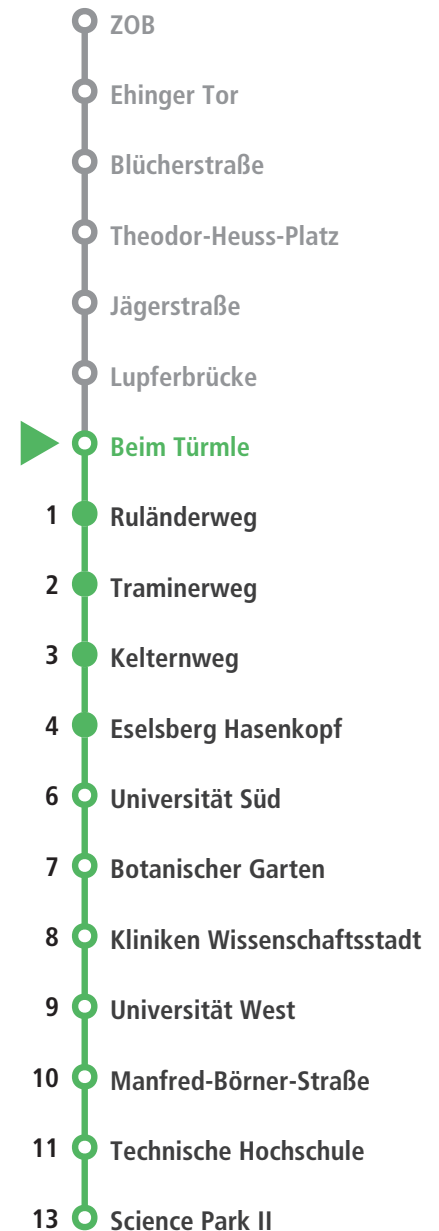 ZOB
Ehinger Tor
Blücherstraße
Theodor-Heuss-Platz
Jägerstraße
Lupferbrücke
Beim Türmle
1 Ruländerweg
2 Traminerweg
3 Kelternweg
4 Eselsberg Hasenkopf
6 Universität Süd
7 Botanischer Garten
8 Kliniken Wissenschaftsstadt
9 Universität West
10 Manfred-Börner-Straße
11 Technische Hochschule
13 Science Park II